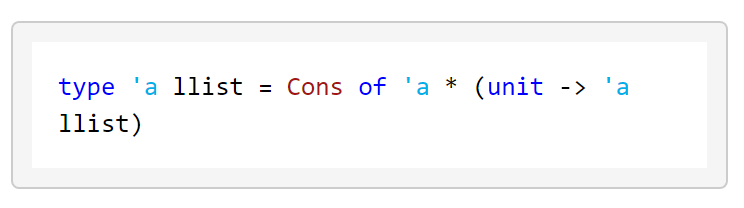 type 'a llist = Cons of 'a * (unit -> 'a
llist)